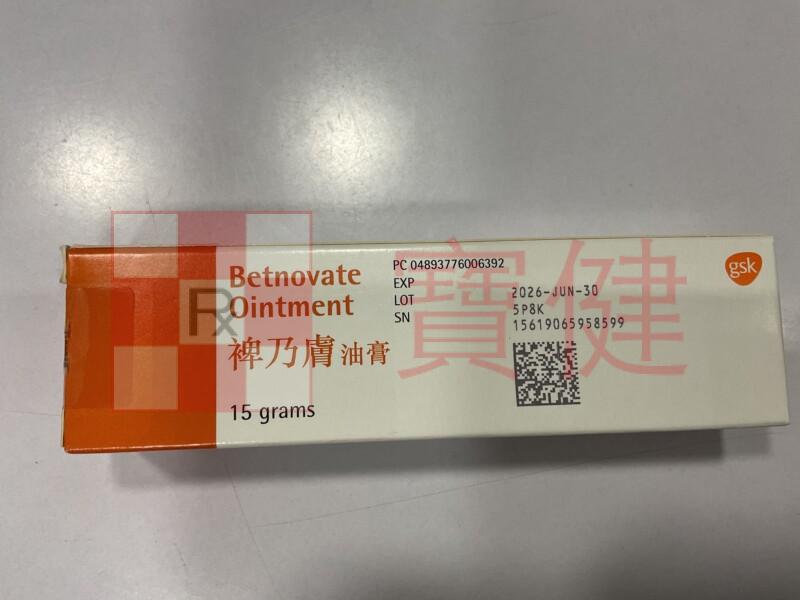 Betnovate
Ointment
裨乃膚油膏
15 grams
PC 04893776006392
EXP 2026-JUN-30
LOT 5P8K
SN 15619065958599
gsk
Rx
寶健